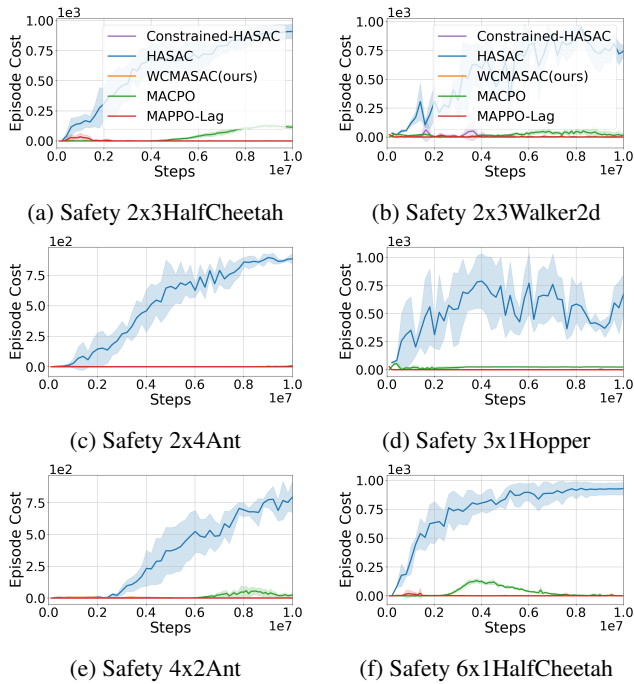 1e3
1.00
0.75
0.50
0.25
0.00
Episode Cost
Constrained-HASAC
HASAC
WCMASAC(ours)
MACPO
MAPPO-Lag
0.0 0.2 0.4 0.6 0.8 1.0
Steps
1e7
(a) Safety 2x3HalfCheetah
1e3
1.00
0.75
0.50
0.25
0.00
Episode Cost
Constrained-HASAC
HASAC
WCMASAC(ours)
MACPO
MAPPO-Lag
0.0 0.2 0.4 0.6 0.8 1.0
Steps
1e7
(b) Safety 2x3Walker2d
1e2
7.5
5.0
2.5
0.0
Episode Cost
0.0 0.2 0.4 0.6 0.8 1.0
Steps
1e7
(c) Safety 2x4Ant
1e3
1.00
0.75
0.50
0.25
0.00
Episode Cost
0.0 0.2 0.4 0.6 0.8 1.0
Steps
1e7
(d) Safety 3x1Hopper
1e2
7.5
5.0
2.5
0.0
Episode Cost
0.0 0.2 0.4 0.6 0.8 1.0
Steps
1e7
(e) Safety 4x2Ant
1e3
1.00
0.75
0.50
0.25
0.00
Episode Cost
0.0 0.2 0.4 0.6 0.8 1.0
Steps
1e7
(f) Safety 6x1HalfCheetah